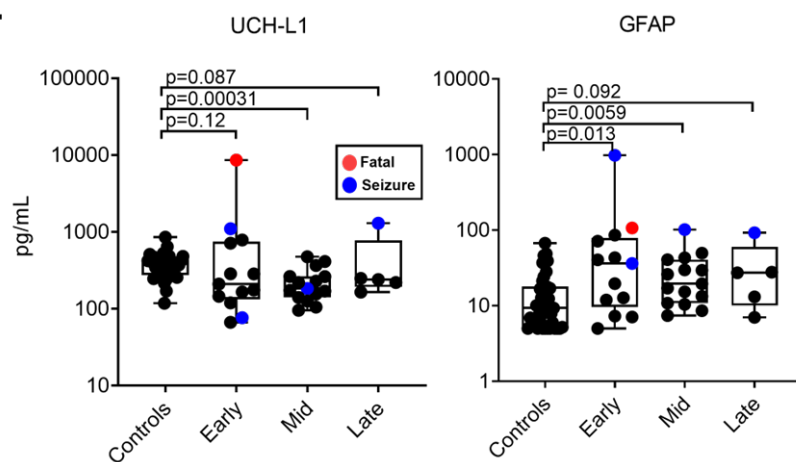 UCH-L1
GFAP
100000
10000
1000
100
10
pg/mL
p=0.087
p=0.00031
p=0.12
Fatal
Seizure
Controls
Early
Mid
Late
10000
1000
100
10
1
p= 0.092
p=0.0059
p=0.013
Controls
Early
Mid
Late